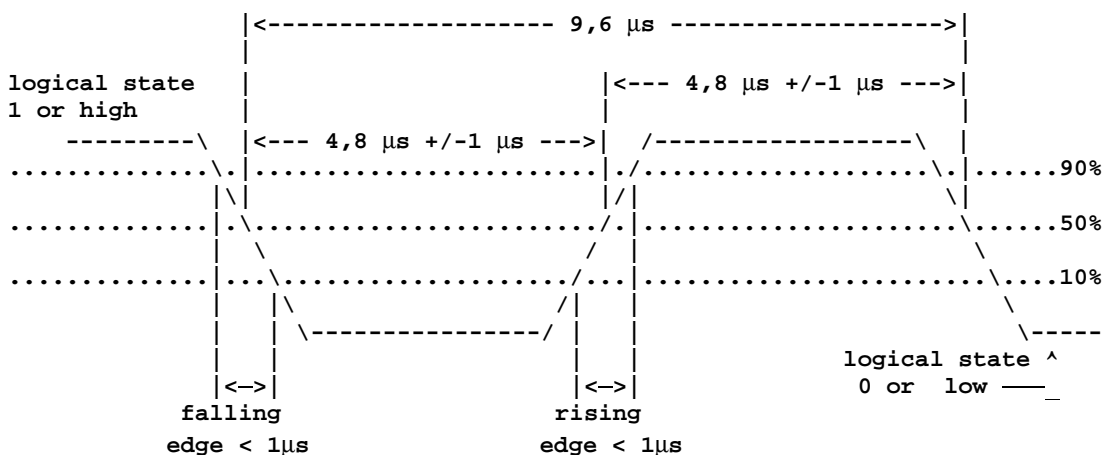 |<-------------------- 9,6 µs ------------------->|
logical state |<--- 4,8 µs +/-1 µs --->|
1 or high
---------\ |<--- 4,8 µs +/-1 µs --->| /------------------\
90%
50%
10%
\----------------/ \-----
logical state ^
|<—>| |<—>| 0 or low ——_
falling rising
edge < 1µs edge < 1µs